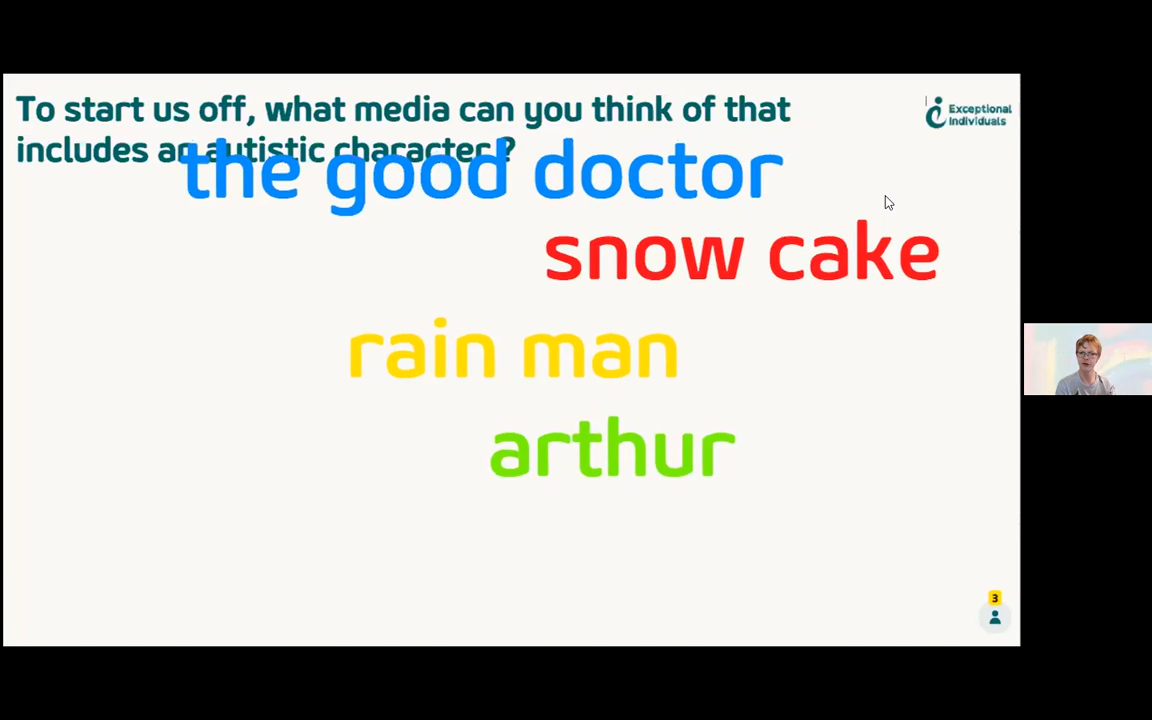 To start us off, what media can you think of that
includes an autistic character ?
Exceptional
Individuals
the good doctor
snow cake
rain man
arthur
3